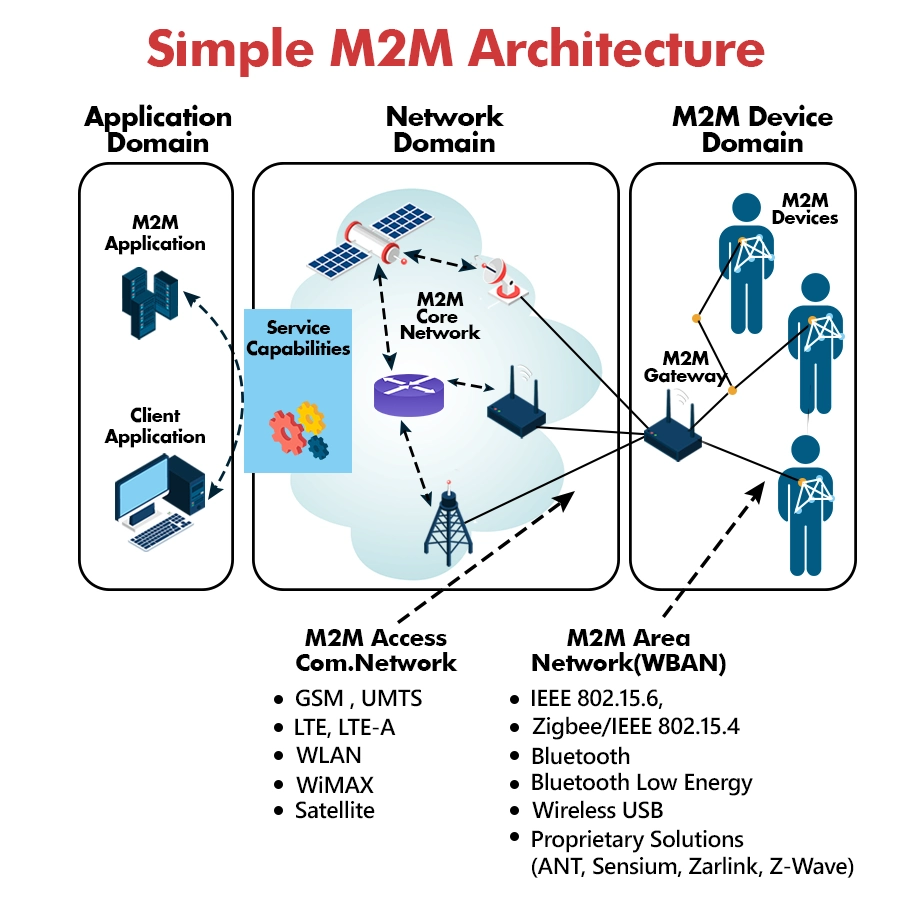 Simple M2M Architecture
Application
Domain
Network
Domain
M2M Device
Domain
M2M
Application
Client
Application
Service
Capabilities
M2M
Core
Network
M2M
Devices
M2M
Gateway
M2M Access
Com.Network
• GSM , UMTS
• LTE, LTE-A
• WLAN
• WiMAX
• Satellite
M2M Area
Network(WBAN)
• IEEE 802.15.6,
• Zigbee/IEEE 802.15.4
• Bluetooth
• Bluetooth Low Energy
• Wireless USB
• Proprietary Solutions
(ANT, Sensium, Zarlink, Z-Wave)